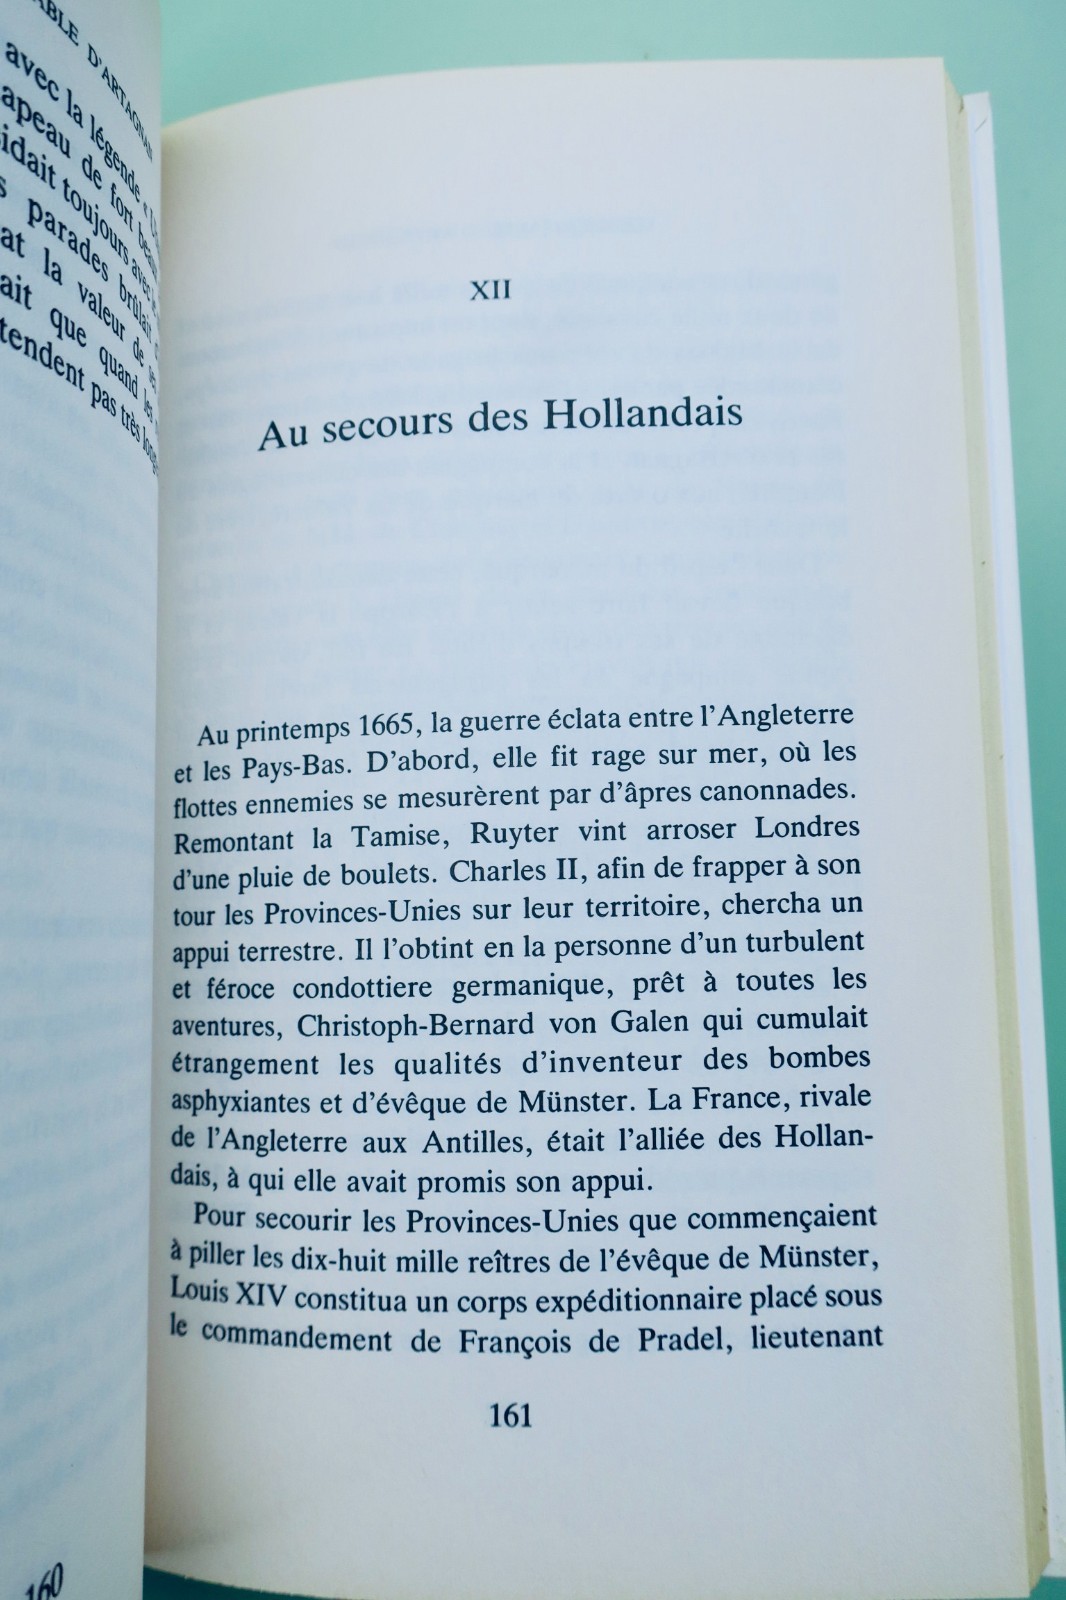 D'ARTAGNAN
avec la légende
de fort beaux
toujours avec le
parades brûlait
la valeur de ses
que quand les
tendent pas très
160
XII
Au secours des Hollandais
Au printemps 1665, la guerre éclata entre l'Angleterre
et les Pays-Bas. D'abord, elle fit rage sur mer, où les
flottes ennemies se mesurèrent par d'âpres canonnades.
Remontant la Tamise, Ruyter vint arroser Londres
d'une pluie de boulets. Charles II, afin de frapper à son
tour les Provinces-Unies sur leur territoire, chercha un
appui terrestre. Il l'obtint en la personne d'un turbulent
et féroce condottiere germanique, prêt à toutes les
aventures, Christoph-Bernard von Galen qui cumulait
étrangement les qualités d'inventeur des bombes
asphyxiantes et d'évêque de Münster. La France, rivale
de l'Angleterre aux Antilles, était l'alliée des Hollan-
dais, à qui elle avait promis son appui.
Pour secourir les Provinces-Unies que commençaient
à piller les dix-huit mille reîtres de l'évêque de Münster,
Louis XIV constitua un corps expéditionnaire placé sous
le commandement de François de Pradel, lieutenant
161